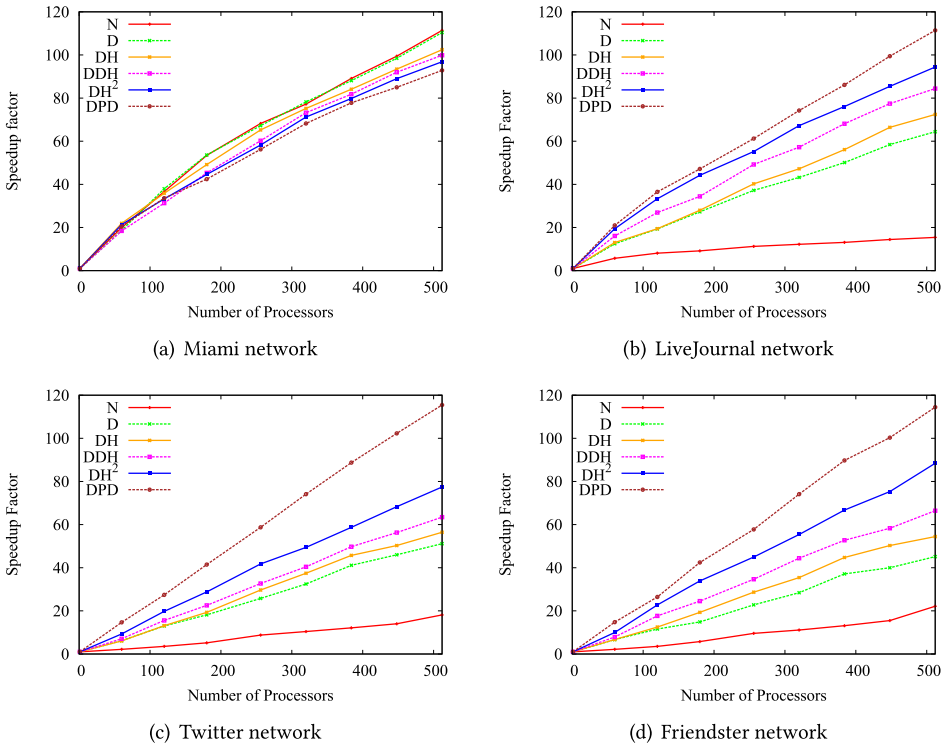 120
100
80
60
40
20
0
Speedup factor
N
D
DH
DDH
DH²
DPD
0 100 200 300 400 500
Number of Processors
(a) Miami network
120
100
80
60
40
20
0
Speedup factor
N
D
DH
DDH
DH²
DPD
0 100 200 300 400 500
Number of Processors
(b) LiveJournal network
120
100
80
60
40
20
0
Speedup Factor
N
D
DH
DDH
DH²
DPD
0 100 200 300 400 500
Number of Processors
(c) Twitter network
120
100
80
60
40
20
0
Speedup Factor
N
D
DH
DDH
DH²
DPD
0 100 200 300 400 500
Number of Processors
(d) Friendster network